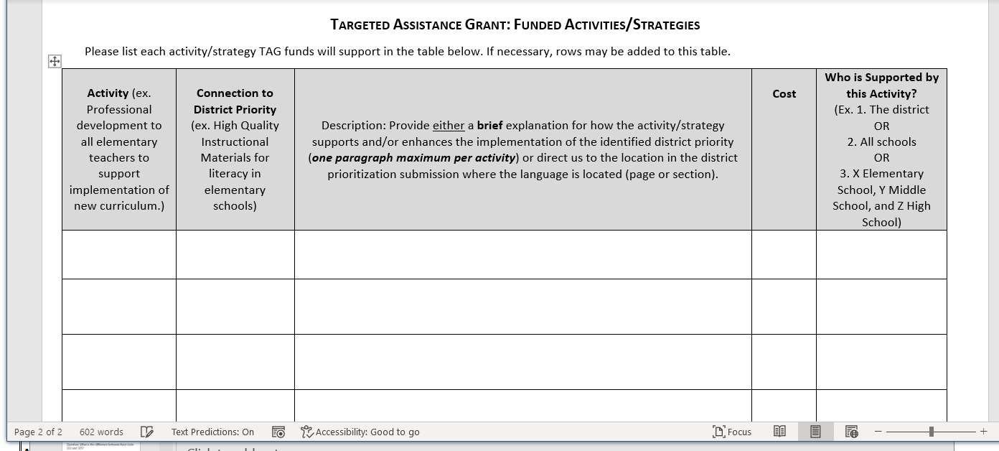 TARGETED ASSISTANCE GRANT: FUNDED ACTIVITIES/STRATEGIES
Please list each activity/strategy TAG funds will support in the table below. If necessary, rows may be added to this table.
Activity (ex.
Professional
development to
all elementary
teachers to
support
implementation of
new curriculum.)
Connection to
District Priority
(ex. High Quality
Instructional
Materials for
literacy in
elementary
schools)
Description: Provide either a brief explanation for how the activity/strategy
supports and/or enhances the implementation of the identified district priority
(one paragraph maximum per activity) or direct us to the location in the district
prioritization submission where the language is located (page or section).
Cost
Who is Supported by
this Activity?
(Ex. 1. The district
OR
2. All schools
OR
3. X Elementary
School, Y Middle
School, and Z High
School)
Page 2 of 2
602 words
Text Predictions: On
Accessibility: Good to go
Focus